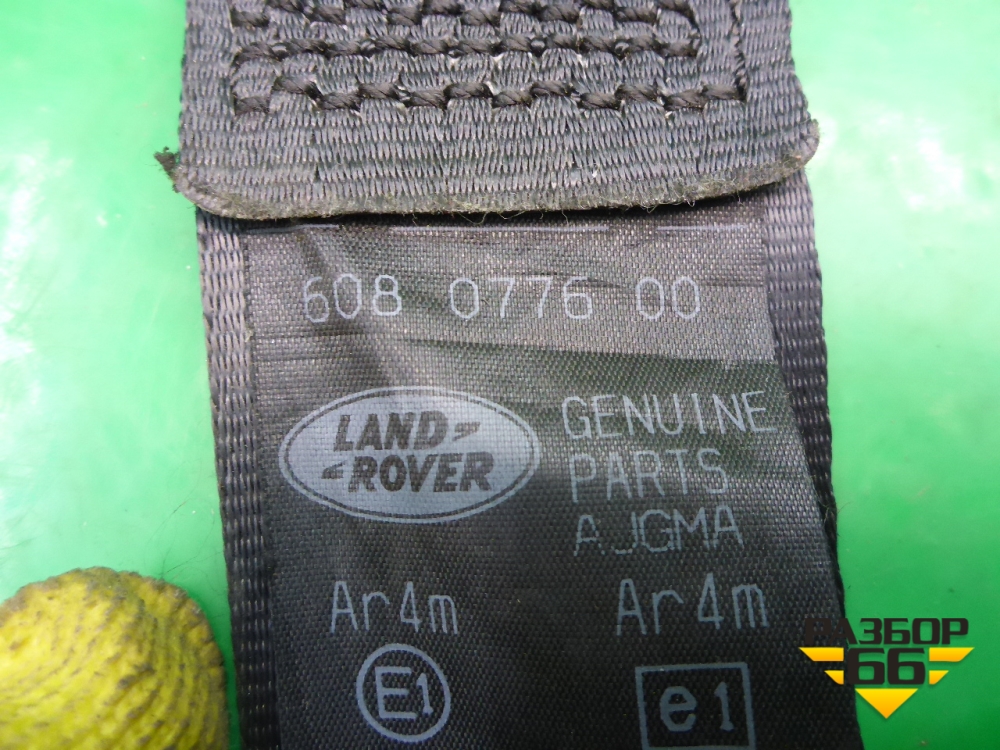 608 0776 00
LAND
ROVER
GENUINE
PARTS
AJGMA
Ar4m
Ar4m
E1
e1
РАЗБОР
66